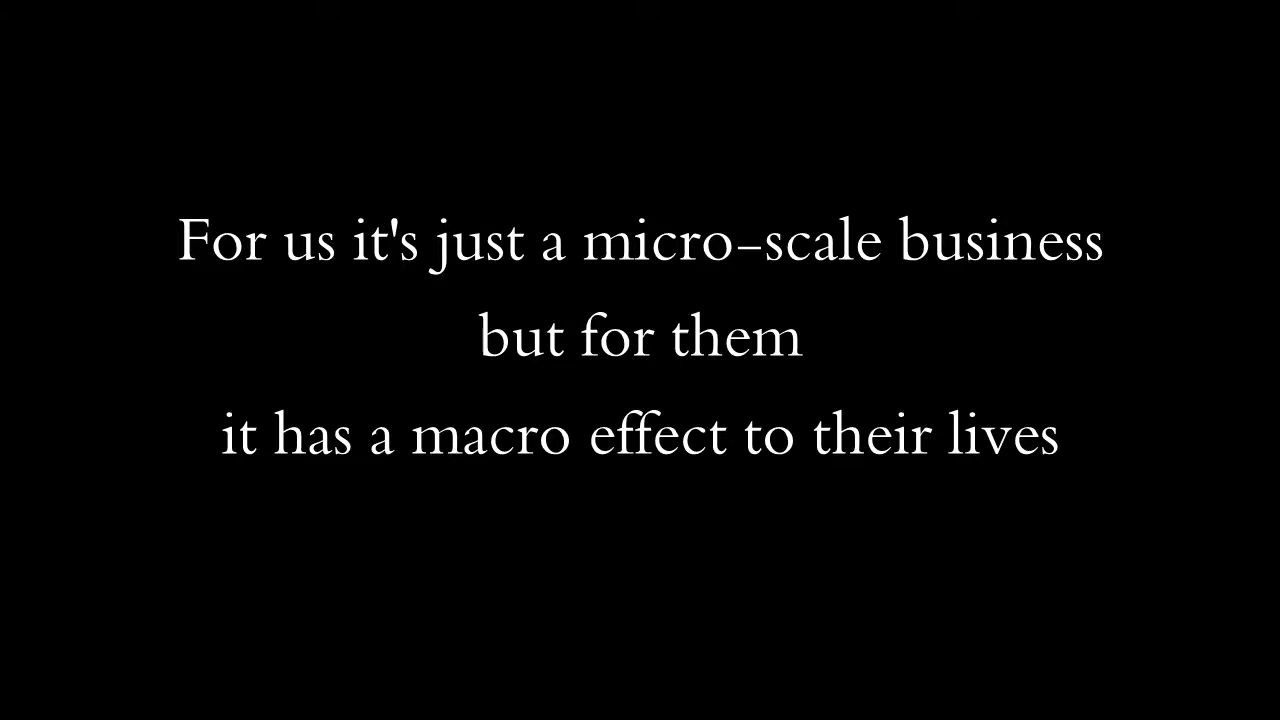 For us it's just a micro-scale business
but for them
it has a macro effect to their lives